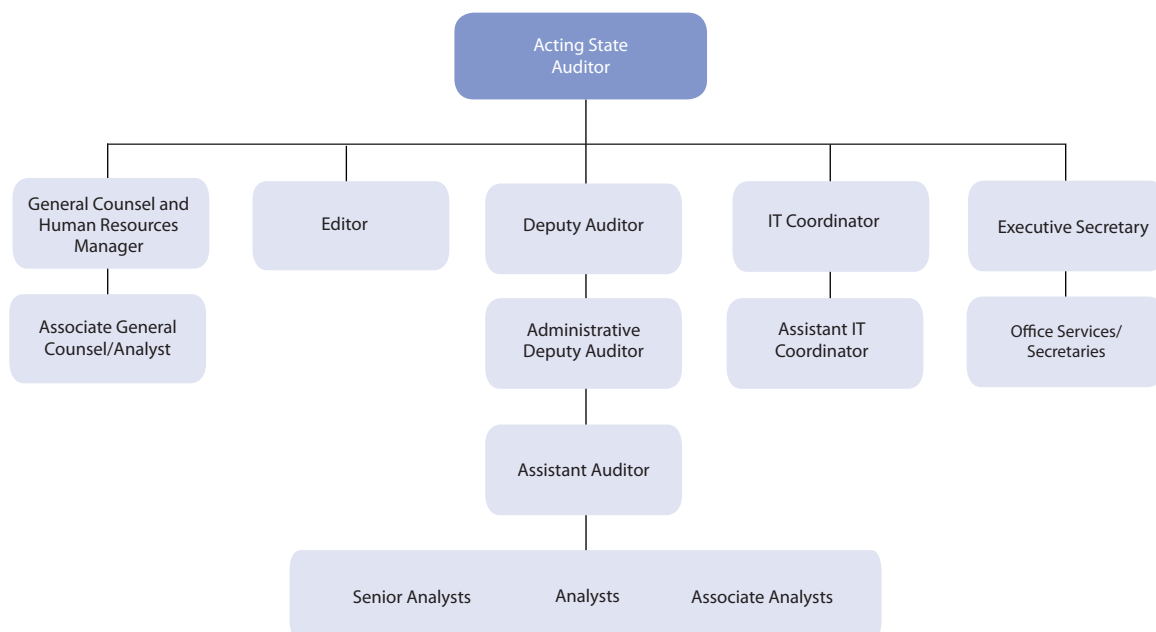 Acting State
Auditor
General Counsel and
Human Resources
Manager
Editor
Deputy Auditor
IT Coordinator
Executive Secretary
Associate General
Counsel/Analyst
Administrative
Deputy Auditor
Assistant IT
Coordinator
Office Services/
Secretaries
Assistant Auditor
Senior Analysts
Analysts
Associate Analysts